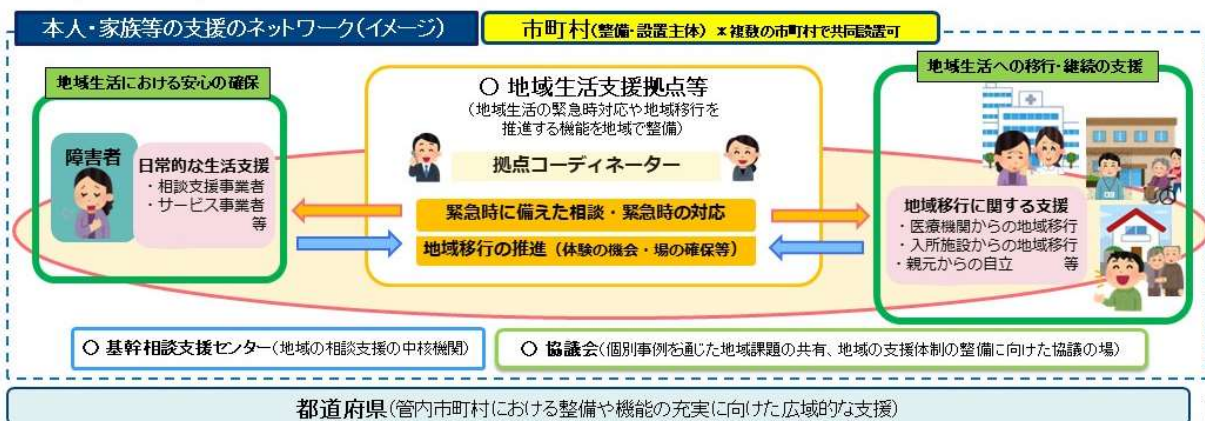 本人・家族等の支援のネットワーク(イメージ)
市町村(整備・設置主体) *複数の市町村で共同設置可
地域生活における安心の確保
障害者
日常的な生活支援
・相談支援事業者
・サービス事業者
等
〇 地域生活支援拠点等
(地域生活の緊急時対応や地域移行を
推進する機能を地域で整備)
拠点コーディネーター
緊急時に備えた相談・緊急時の対応
地域移行の推進(体験の機会・場の確保等)
地域生活への移行・継続の支援
地域移行に関する支援
・医療機関からの地域移行
・入所施設からの地域移行
・親元からの自立 等
〇 基幹相談支援センター(地域の相談支援の中核機関)
〇 協議会(個別事例を通じた地域課題の共有、地域の支援体制の整備に向けた協議の場)
都道府県(管内市町村における整備や機能の充実に向けた広域的な支援)